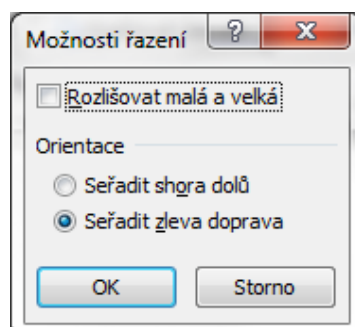 Možnosti řazení
Rozlišovat malá a velká
Orientace
Seřadit shora dolů
Seřadit zleva doprava
OK Storno